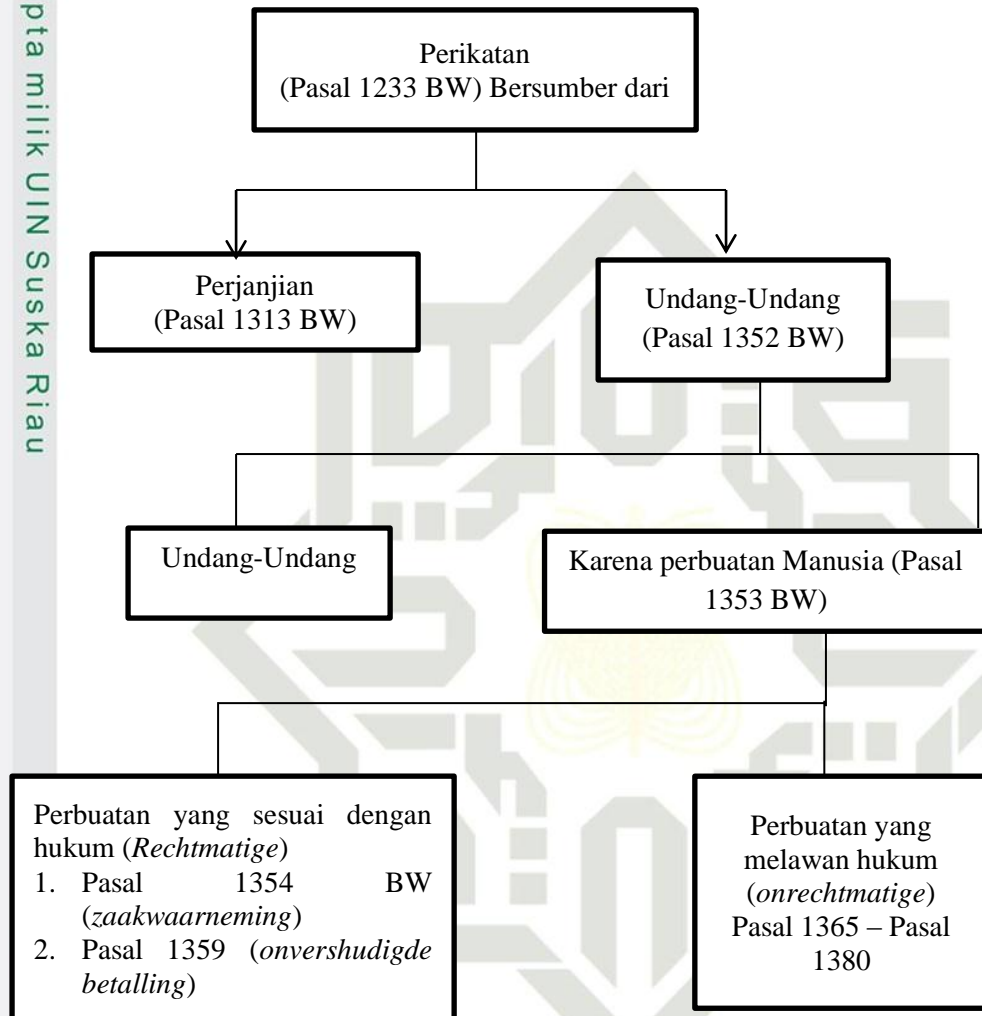 pta milik UIN Suska Riau
Perikatan
(Pasal 1233 BW) Bersumber dari
Perjanjian
(Pasal 1313 BW)
Undang-Undang
(Pasal 1352 BW)
Undang-Undang
Karena perbuatan Manusia (Pasal
1353 BW)
Perbuatan yang sesuai dengan
hukum (Rechtmatige)
1. Pasal 1354 BW
(zaakwaarneming)
2. Pasal 1359 (onvershudigde
betalling)
Perbuatan yang
melawan hukum
(onrechtmatige)
Pasal 1365 – Pasal
1380